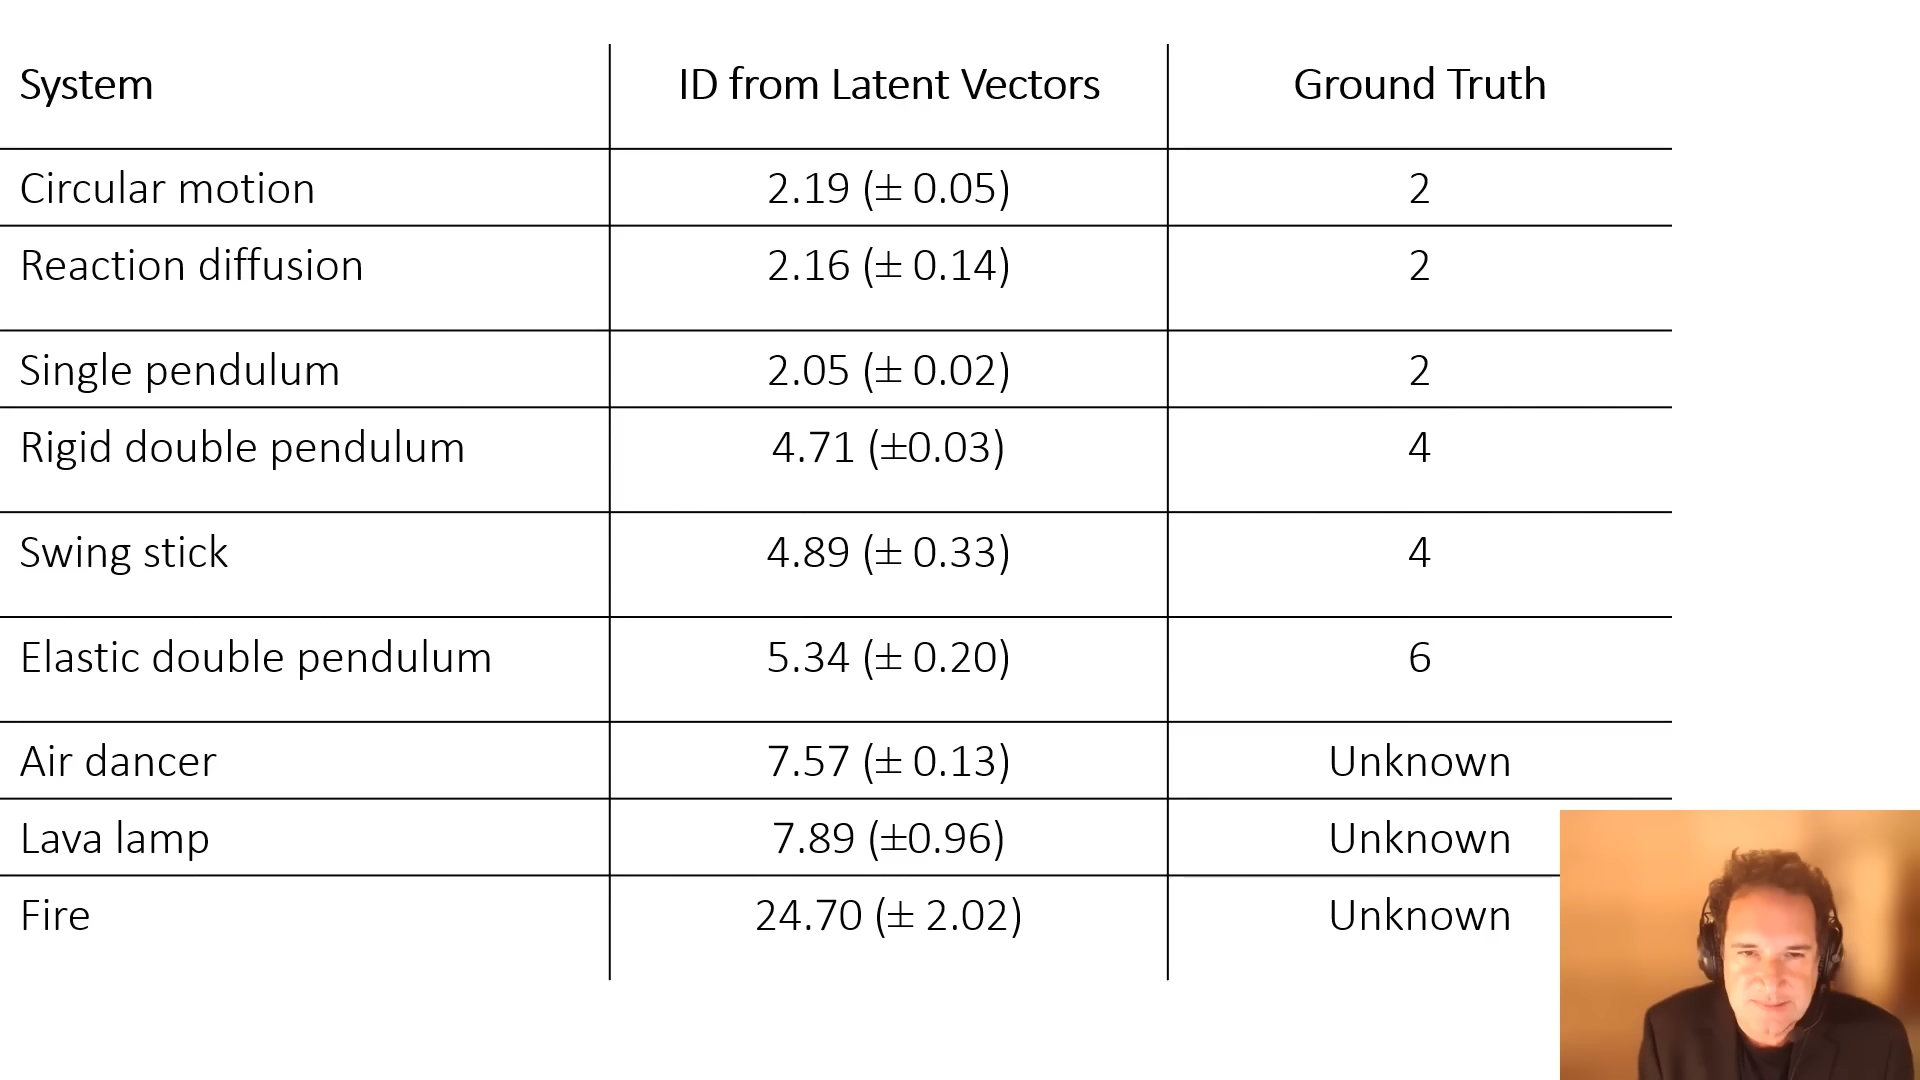 System ID from Latent Vectors Ground Truth
Circular motion 2.19 (± 0.05) 2
Reaction diffusion 2.16 (± 0.14) 2
Single pendulum 2.05 (± 0.02) 2
Rigid double pendulum 4.71 (±0.03) 4
Swing stick 4.89 (± 0.33) 4
Elastic double pendulum 5.34 (± 0.20) 6
Air dancer 7.57 (± 0.13) Unknown
Lava lamp 7.89 (±0.96) Unknown
Fire 24.70 (± 2.02) Unknown